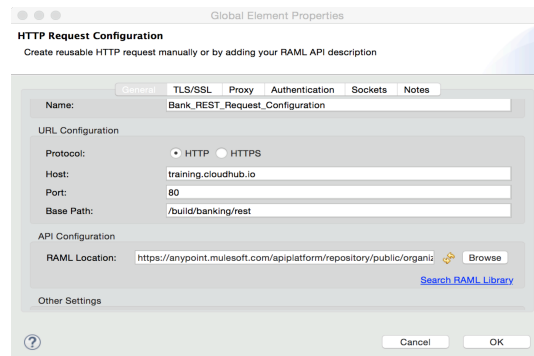 Global Element Properties
HTTP Request Configuration
Create reusable HTTP request manually or by adding your RAML API description
General TLS/SSL Proxy Authentication Sockets Notes
Name: Bank_REST_Request_Configuration
URL Configuration
Protocol: HTTP HTTPS
Host: training.cloudhub.io
Port: 80
Base Path: /build/banking/rest
API Configuration
RAML Location: https://anypoint.mulesoft.com/apiplatform/repository/public/organiz Browse
Search RAML Library
Other Settings
? Cancel OK